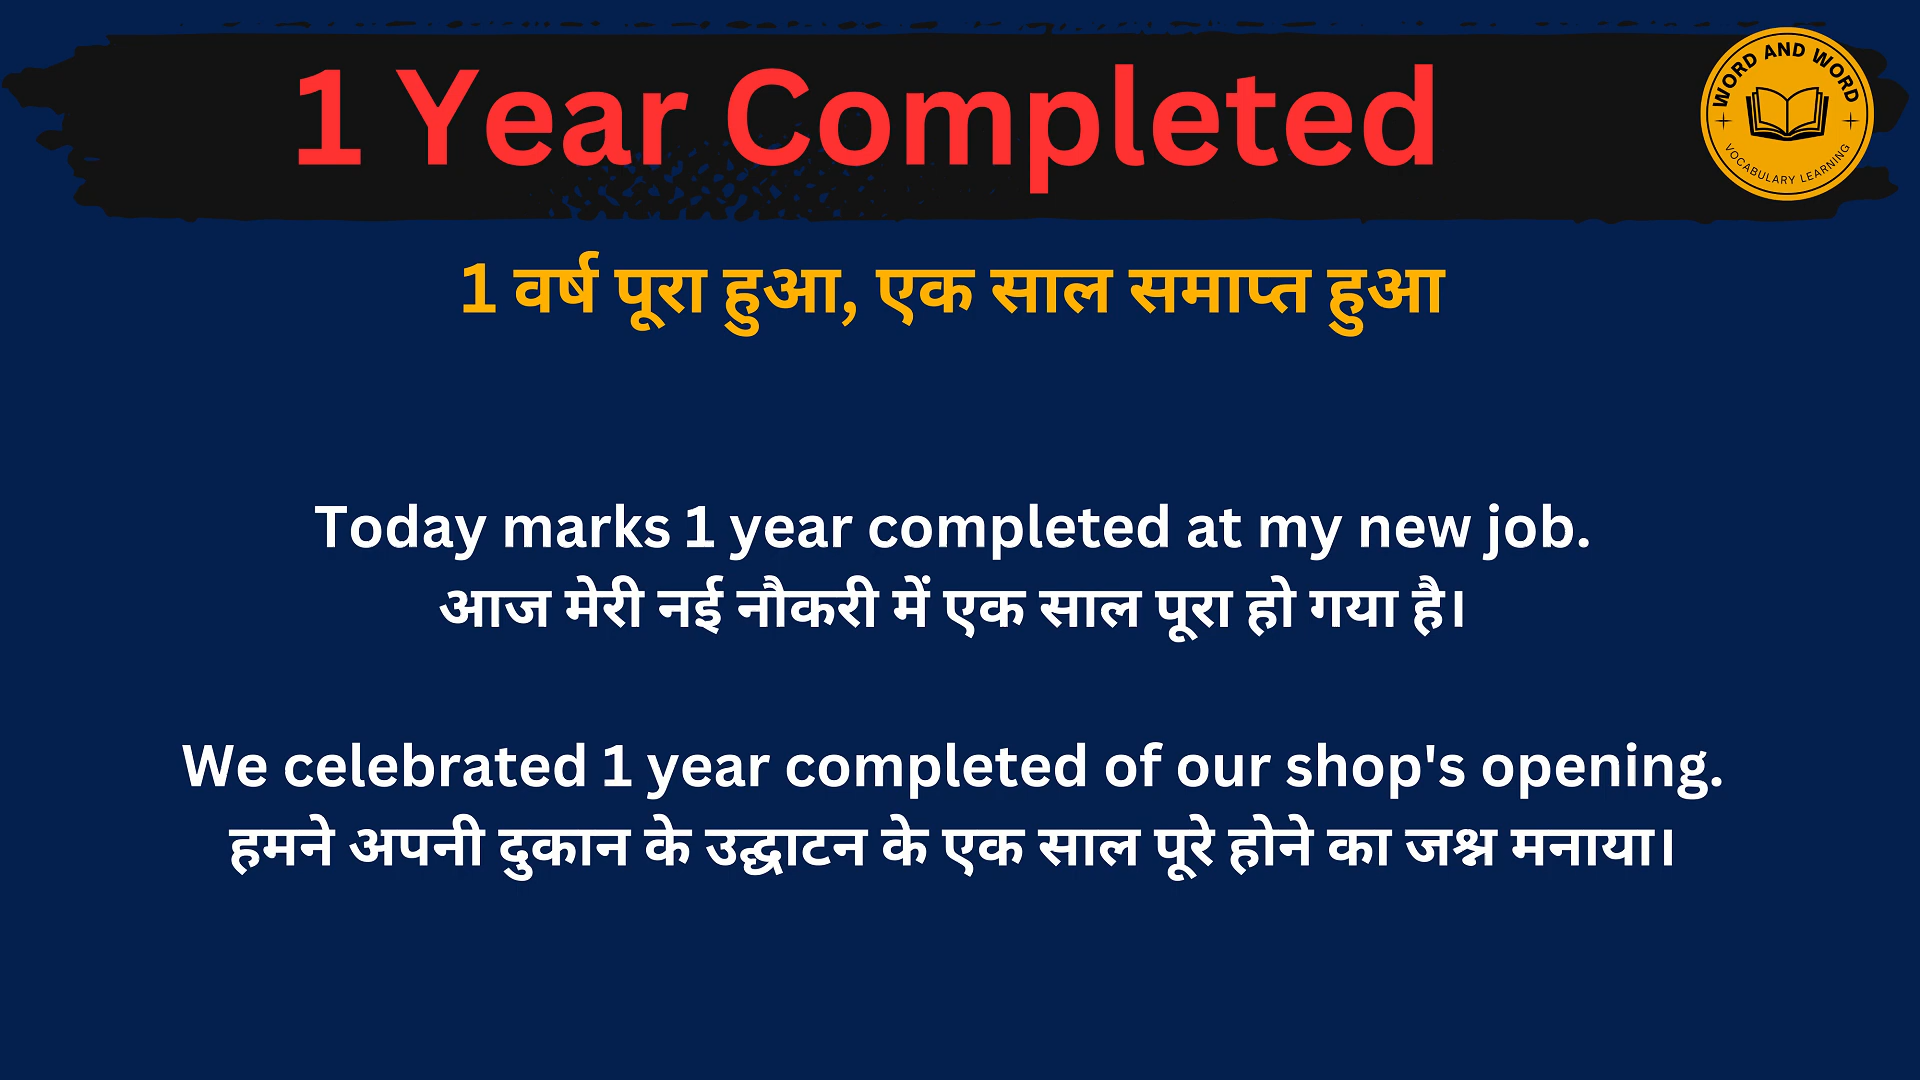 1 Year Completed
WORD AND WORD
VOCABULARY LEARNING
1 वर्ष पूरा हुआ, एक साल समाप्त हुआ
Today marks 1 year completed at my new job.
आज मेरी नई नौकरी में एक साल पूरा हो गया है।
We celebrated 1 year completed of our shop's opening.
हमने अपनी दुकान के उद्घाटन के एक साल पूरे होने का जश्न मनाया।